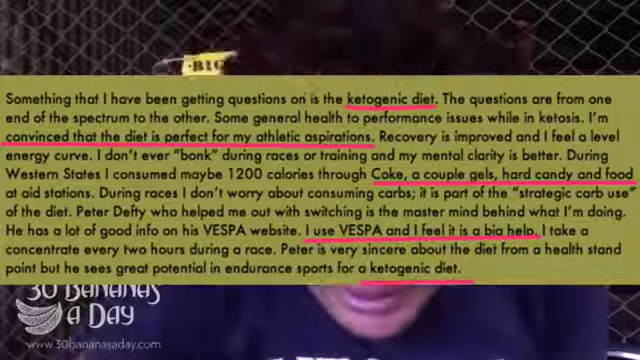 BIG
Something that I have been getting questions on is the ketogenic diet. The questions are from one
end of the spectrum to the other. Some general health to performance issues while in ketosis. I'm
convinced that the diet is perfect for my athletic aspirations. Recovery is improved and I feel a level
energy curve. I don't ever "bonk" during races or training and my mental clarity is better. During
Western States I consumed maybe 1200 calories through Coke, a couple gels, hard candy and food
at aid stations. During races I don't worry about consuming carbs; it is part of the "strategic carb use"
of the diet. Peter Defty who helped me out with switching is the master mind behind what I'm doing.
He has a lot of good info on his VESPA website. I use VESPA and I feel it is a big help. I take a
concentrate every two hours during a race. Peter is very sincere about the diet from a health stand
point but he sees great potential in endurance sports for a ketogenic diet.
30 BANANAS
A DAY
www.30bananasaday.com